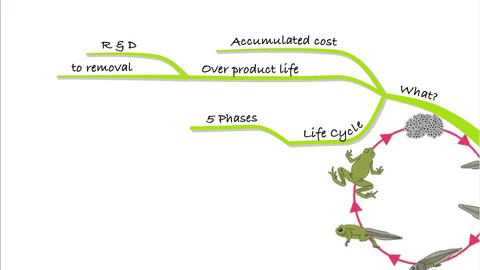 R & D
Accumulated cost
to removal
Over product life
What?
5 Phases
Life Cycle